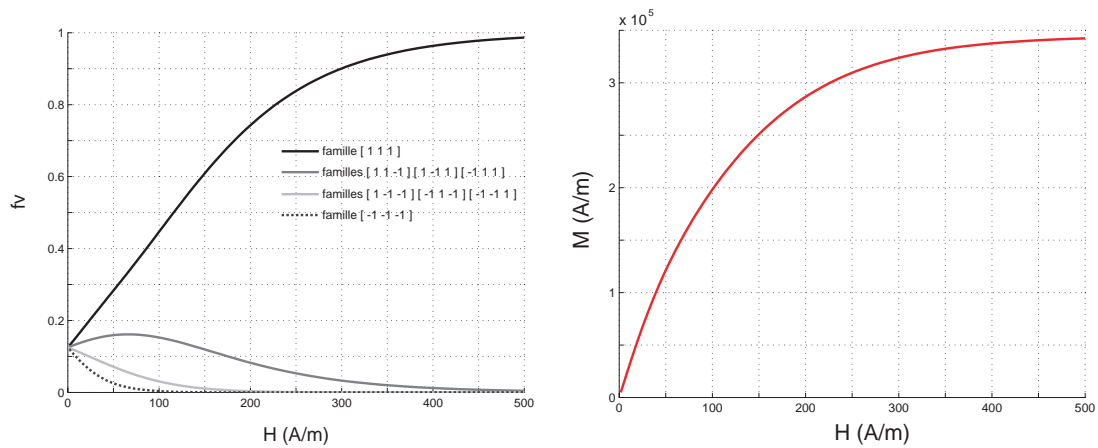 1
0.8
0.6
0.4
0.2
0
fv
0
100
200
300
400
500
H (A/m)
famille [ 1 1 1 ]
familles [ 1 1 -1 ] [ 1 -1 1 ] [ -1 1 1 ]
familles [ 1 -1 -1 ] [ -1 1 -1 ] [ -1 -1 1 ]
famille [ -1 -1 -1 ]
x 10^5
3
2
1
0
M (A/m)
0
100
200
300
400
500
H (A/m)